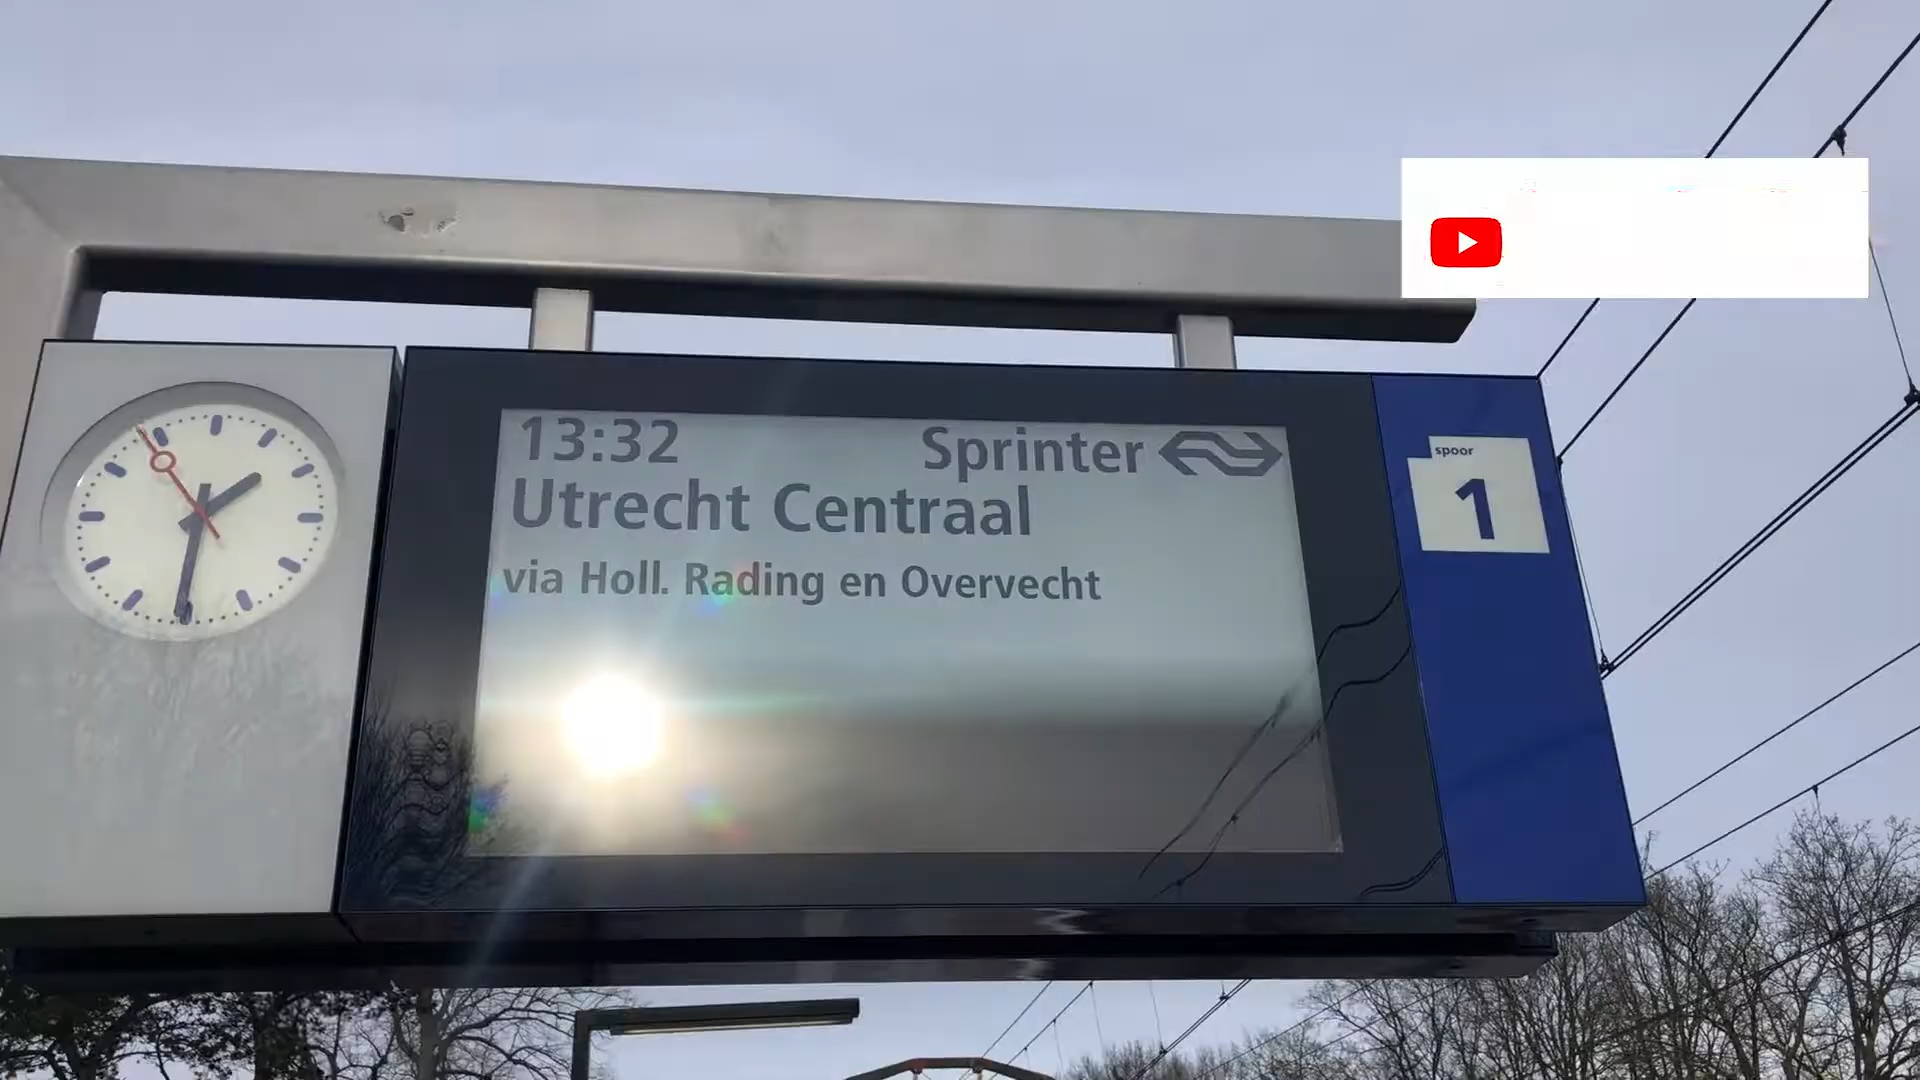 13:32 Sprinter
Utrecht Centraal
via Holl. Rading en Overvecht
spoor
1